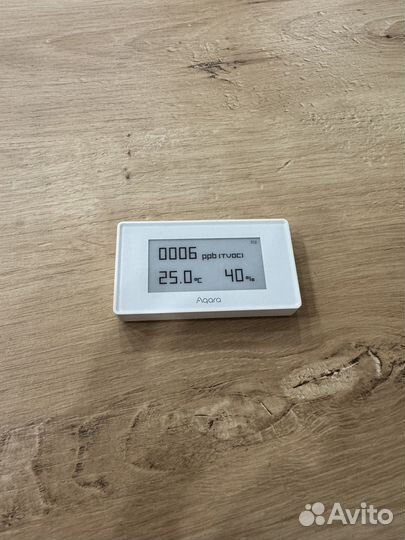 0006 ppb (TVOC)
25.0 °C 40 %
Aqara
Avito